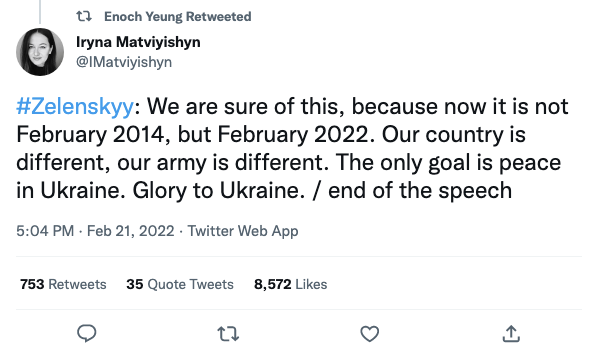 Enoch Yeung Retweeted
Iryna Matviyishyn
@IMatviyishyn
#Zelenskyy: We are sure of this, because now it is not
February 2014, but February 2022. Our country is
different, our army is different. The only goal is peace
in Ukraine. Glory to Ukraine. / end of the speech
5:04 PM · Feb 21, 2022 · Twitter Web App
753 Retweets 35 Quote Tweets 8,572 Likes